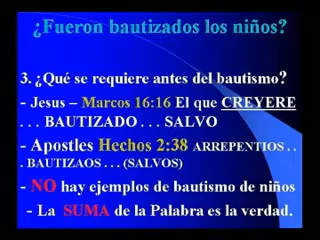 ¿Fueron bautizados los niños?
3. ¿Qué se requiere antes del bautismo?
- Jesus – Marcos 16:16 El que CREYERE
. . . BAUTIZADO . . . SALVO
- Apostles Hechos 2:38 ARREPENTIOS . .
. BAUTIZAOS . . . (SALVOS)
- NO hay ejemplos de bautismo de niños
- La SUMA de la Palabra es la verdad.